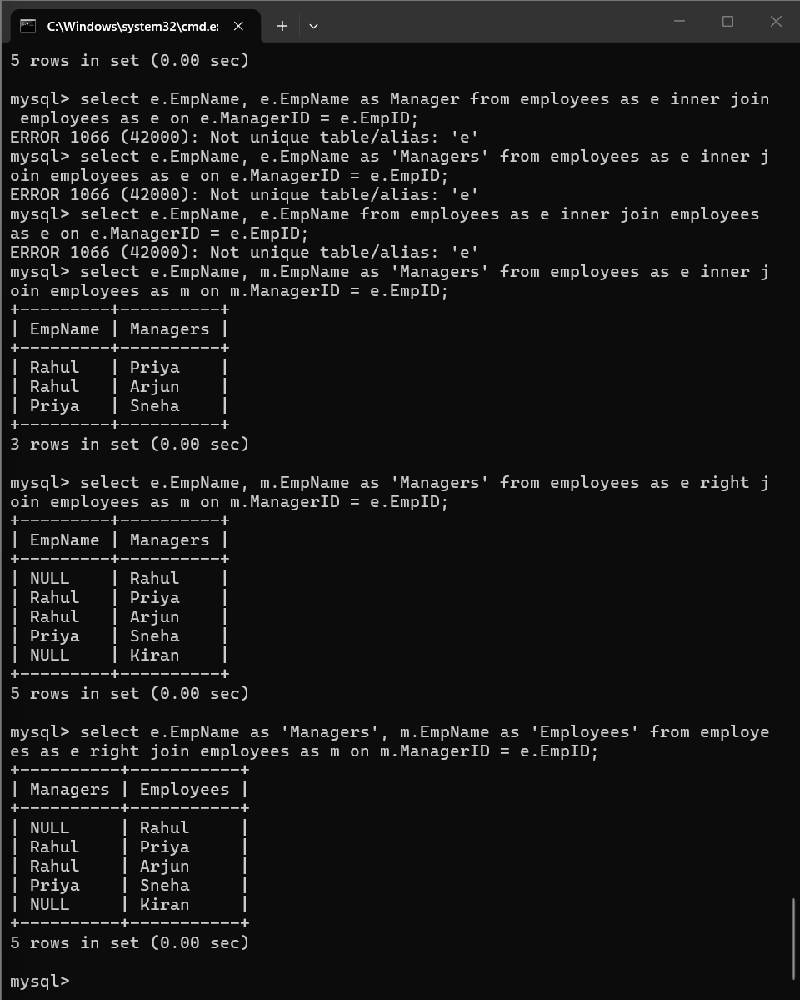 C:\Windows\system32\cmd.e
5 rows in set (0.00 sec)
mysql> select e.EmpName, e.EmpName as Manager from employees as e inner join
 employees as e on e.ManagerID = e.EmpID;
ERROR 1066 (42000): Not unique table/alias: 'e'
mysql> select e.EmpName, e.EmpName as 'Managers' from employees as e inner j
oin employees as e on e.ManagerID = e.EmpID;
ERROR 1066 (42000): Not unique table/alias: 'e'
mysql> select e.EmpName, e.EmpName from employees as e inner join employees
as e on e.ManagerID = e.EmpID;
ERROR 1066 (42000): Not unique table/alias: 'e'
mysql> select e.EmpName, m.EmpName as 'Managers' from employees as e inner j
oin employees as m on m.ManagerID = e.EmpID;
+---------+----------+
| EmpName | Managers |
+---------+----------+
| Rahul   | Priya    |
| Rahul   | Arjun    |
| Priya   | Sneha    |
+---------+----------+
3 rows in set (0.00 sec)
mysql> select e.EmpName, m.EmpName as 'Managers' from employees as e right j
oin employees as m on m.ManagerID = e.EmpID;
+---------+----------+
| EmpName | Managers |
+---------+----------+
| NULL    | Rahul    |
| Rahul   | Priya    |
| Rahul   | Arjun    |
| Priya   | Sneha    |
| NULL    | Kiran    |
+---------+----------+
5 rows in set (0.00 sec)
mysql> select e.EmpName as 'Managers', m.EmpName as 'Employees' from employe
es as e right join employees as m on m.ManagerID = e.EmpID;
+----------+-----------+
| Managers | Employees |
+----------+-----------+
| NULL     | Rahul     |
| Rahul    | Priya     |
| Rahul    | Arjun     |
| Priya    | Sneha     |
| NULL     | Kiran     |
+----------+-----------+
5 rows in set (0.00 sec)
mysql>